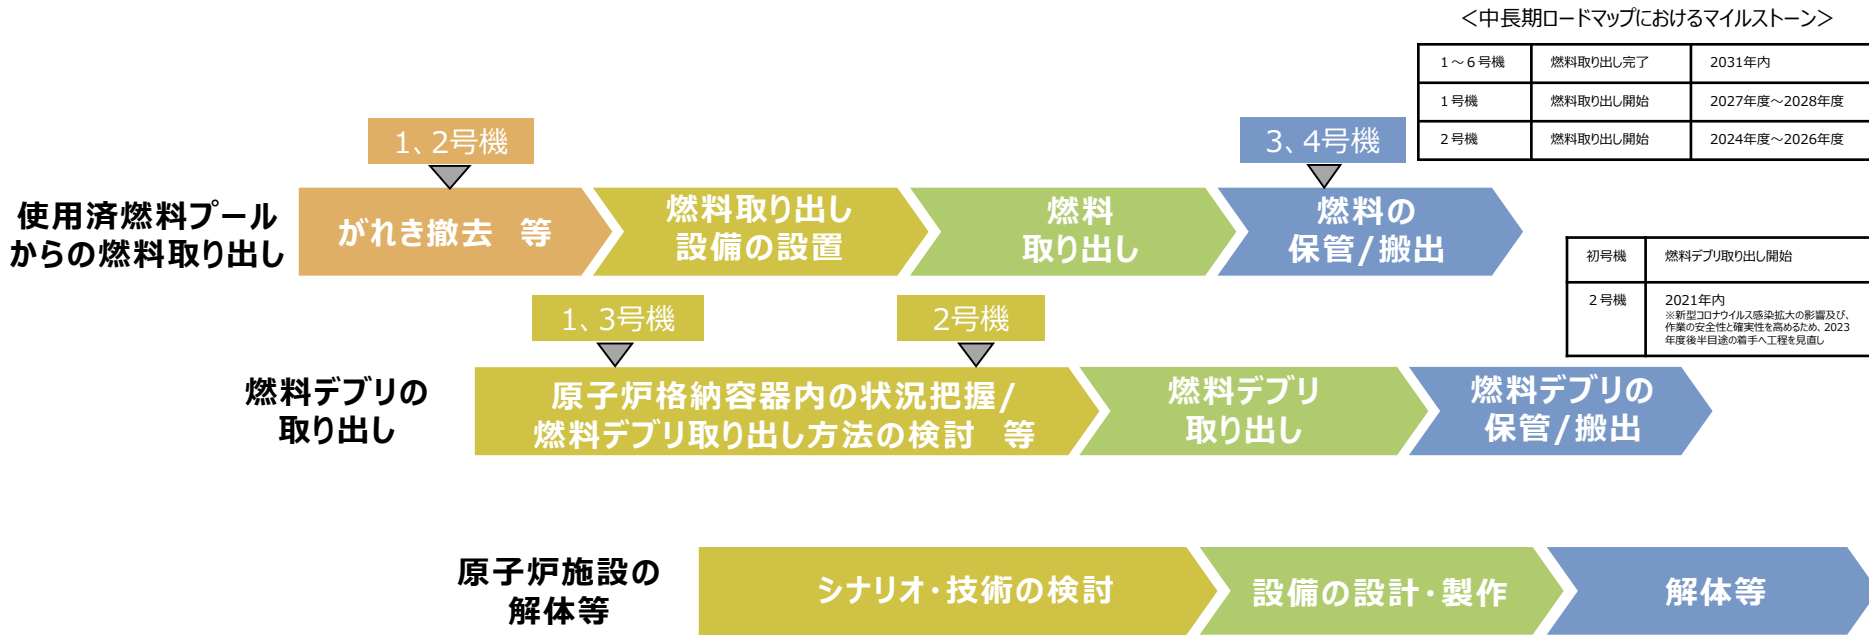 ＜中長期ロードマップにおけるマイルストーン＞
1～6号機 燃料取り出し完了 2031年内
1号機 燃料取り出し開始 2027年度～2028年度
2号機 燃料取り出し開始 2024年度～2026年度
1、2号機
3、4号機
使用済燃料プール
からの燃料取り出し
がれき撤去 等
燃料取り出し
設備の設置
燃料
取り出し
燃料の
保管/搬出
初号機 燃料デブリ取り出し開始
2号機 2021年内
※新型コロナウイルス感染拡大の影響及び、
作業の安全性と確実性を高めるため、2023
年度後半目途の着手へ工程を見直し
1、3号機
2号機
燃料デブリの
取り出し
原子炉格納容器内の状況把握/
燃料デブリ取り出し方法の検討 等
燃料デブリ
取り出し
燃料デブリの
保管/搬出
原子炉施設の
解体等
シナリオ・技術の検討
設備の設計・製作
解体等